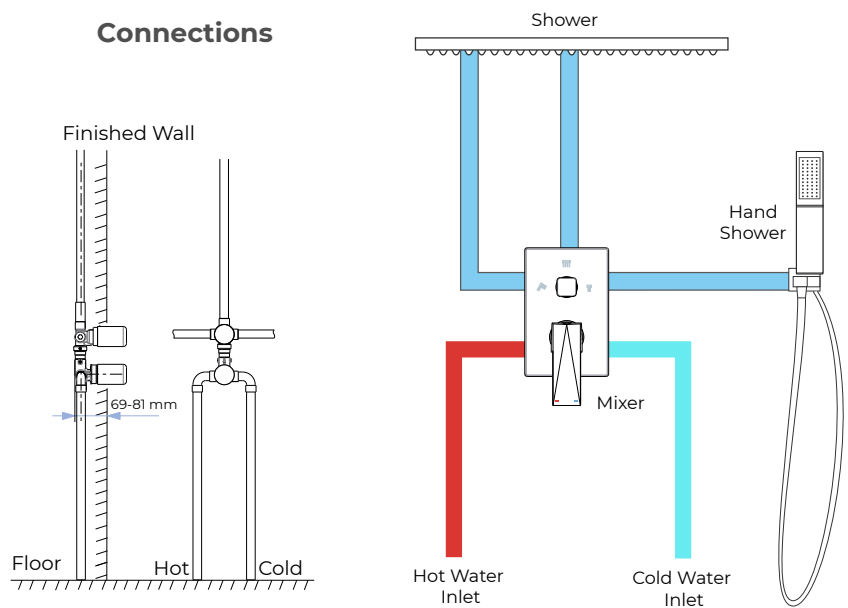 Connections
Shower
Finished Wall
Hand
Shower
69-81 mm
Mixer
Floor
Hot
Cold
Hot Water
Inlet
Cold Water
Inlet